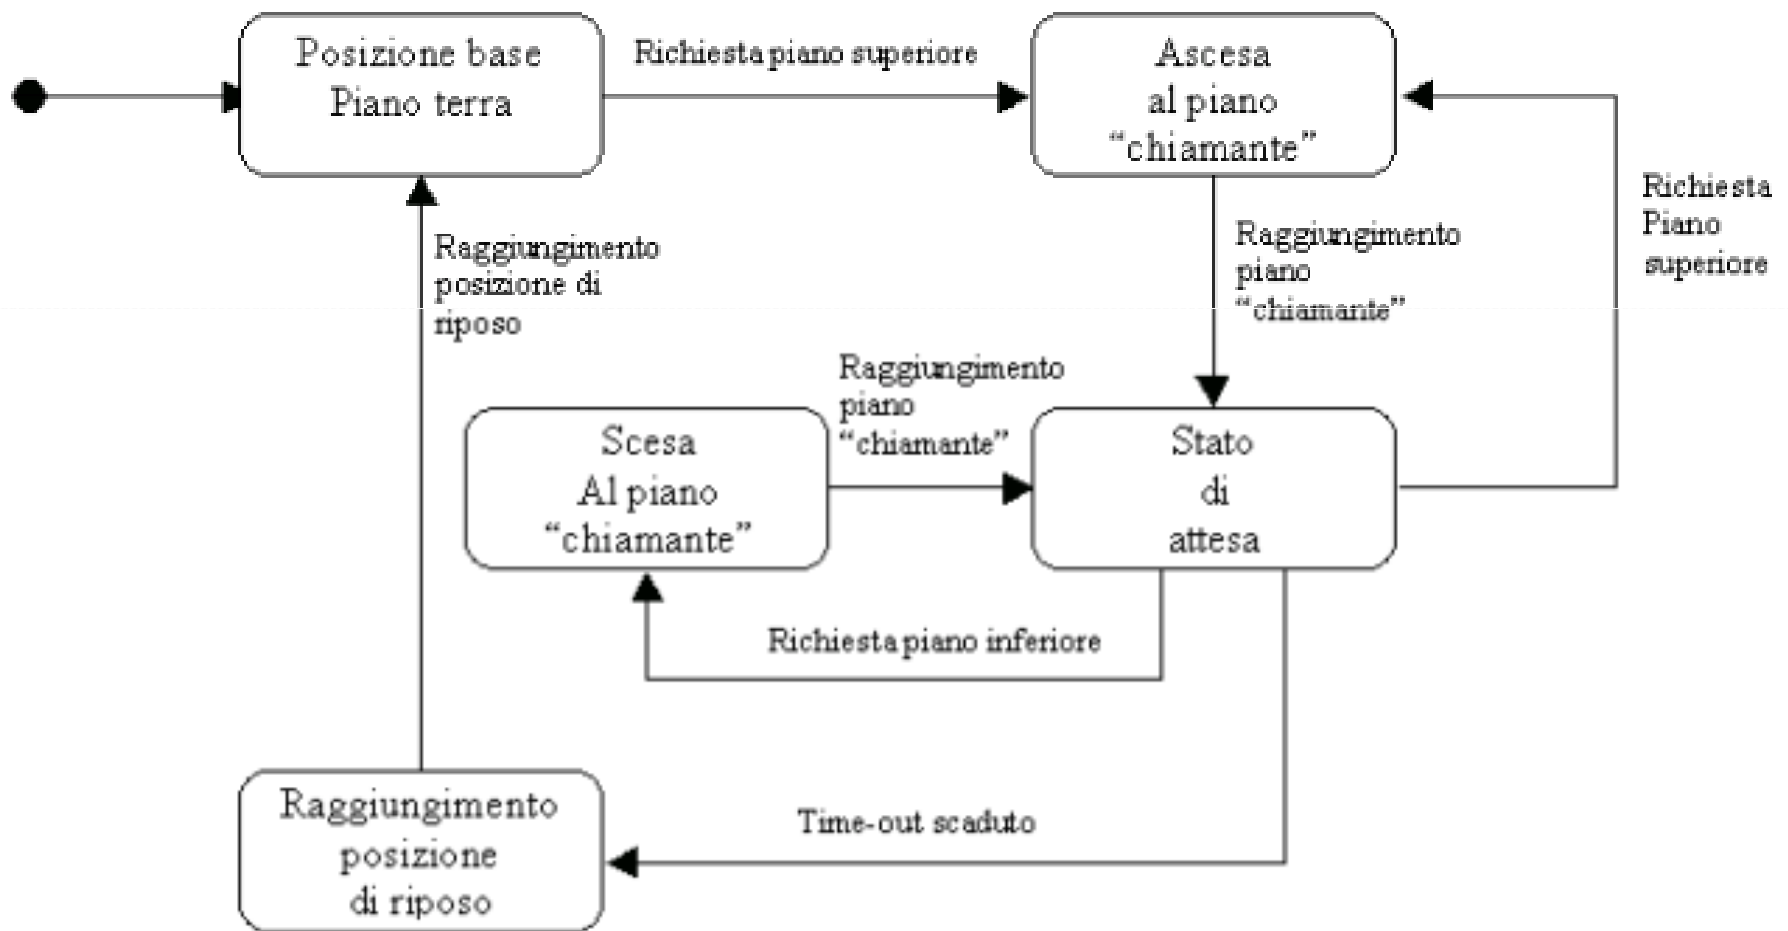 Posizione base
Piano terra
Richiesta piano superiore
Ascesa
al piano
“chiamante”
Richiesta
Piano
superiore
Raggiungimento
posizione di
riposo
Raggiungimento
piano
“chiamante”
Raggiungimento
piano
“chiamante”
Scesa
Al piano
“chiamante”
Stato
di
attesa
Richiesta piano inferiore
Raggiungimento
posizione
di riposo
Time-out scaduto